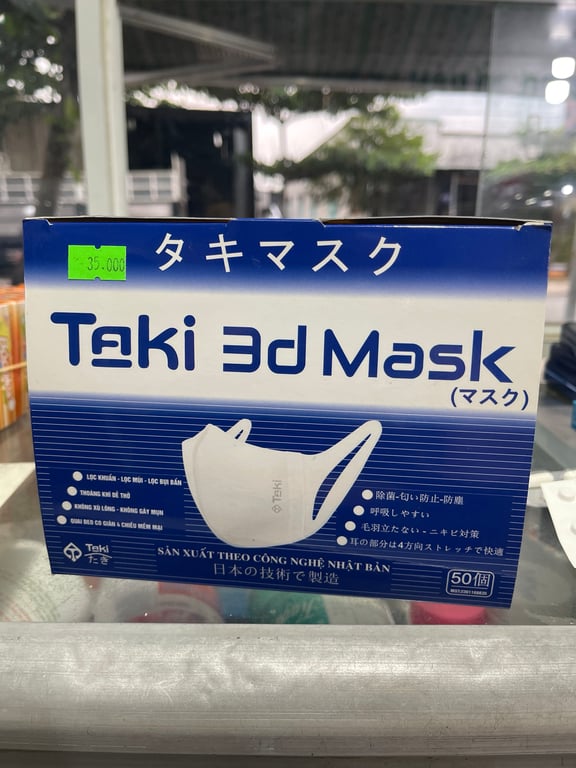 タキマスク
35.000
Taki 3d Mask
(マスク)
LỌC KHUẨN - LỌC MÙI - LỌC BỤI BẨN
THOÁNG KHÍ DỄ THỞ
KHÔNG XÙ LÔNG - KHÔNG GÂY MỤN
QUAI ĐEO CO GIÃN 4 CHIỀU MỀM MẠI
Taki
除菌-匂い防止-防塵
呼吸しやすい
毛羽立たない - ニキビ対策
耳の部分は4方向ストレッチで快適
Taki
たき
SẢN XUẤT THEO CÔNG NGHỆ NHẬT BẢN
日本の技術で製造
50個